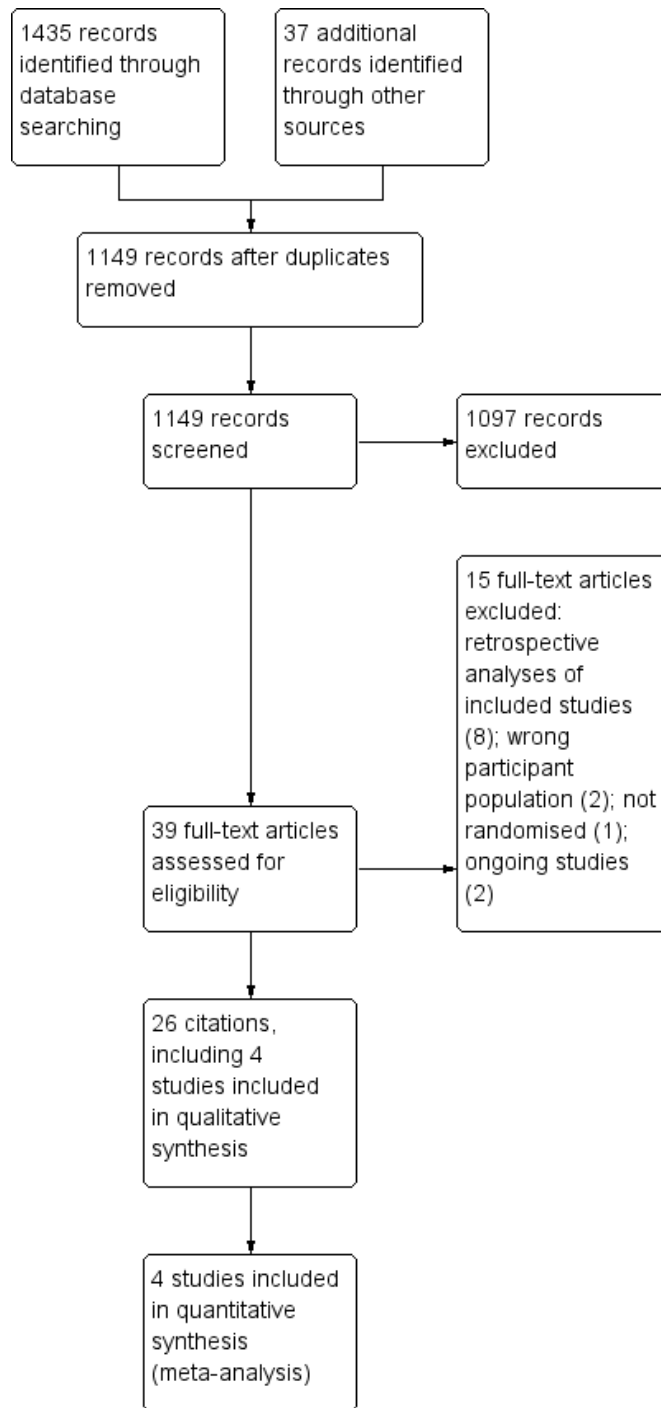 1435 records
identified through
database
searching
37 additional
records identified
through other
sources
1149 records after duplicates
removed
1149 records
screened
1097 records
excluded
15 full-text articles
excluded:
retrospective
analyses of
included studies
(8); wrong
participant
population (2); not
randomised (1);
ongoing studies
(2)
39 full-text articles
assessed for
eligibility
26 citations,
including 4
studies included
in qualitative
synthesis
4 studies included
in quantitative
synthesis
(meta-analysis)